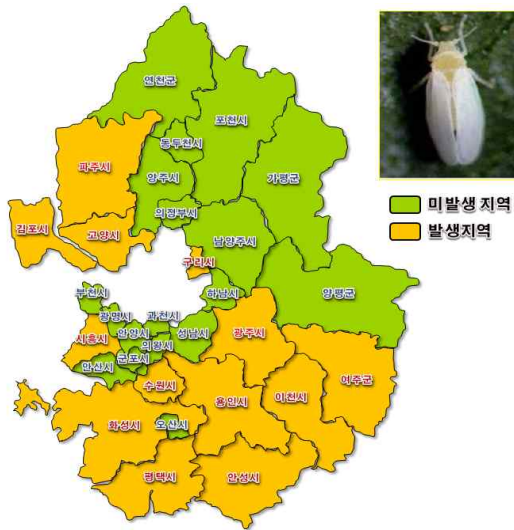 연천군
포천시
동두천시
파주시
양주시
가평군
의정부시
김포시
고양시
남양주시
구리시
양평군
하남시
부천시
광명시
과천시
시흥시
안양시
의왕시
성남시
광주시
군포시
안산시
수원시
여주군
용인시
이천시
화성시
오산시
평택시
안성시
미발생 지역
발생지역